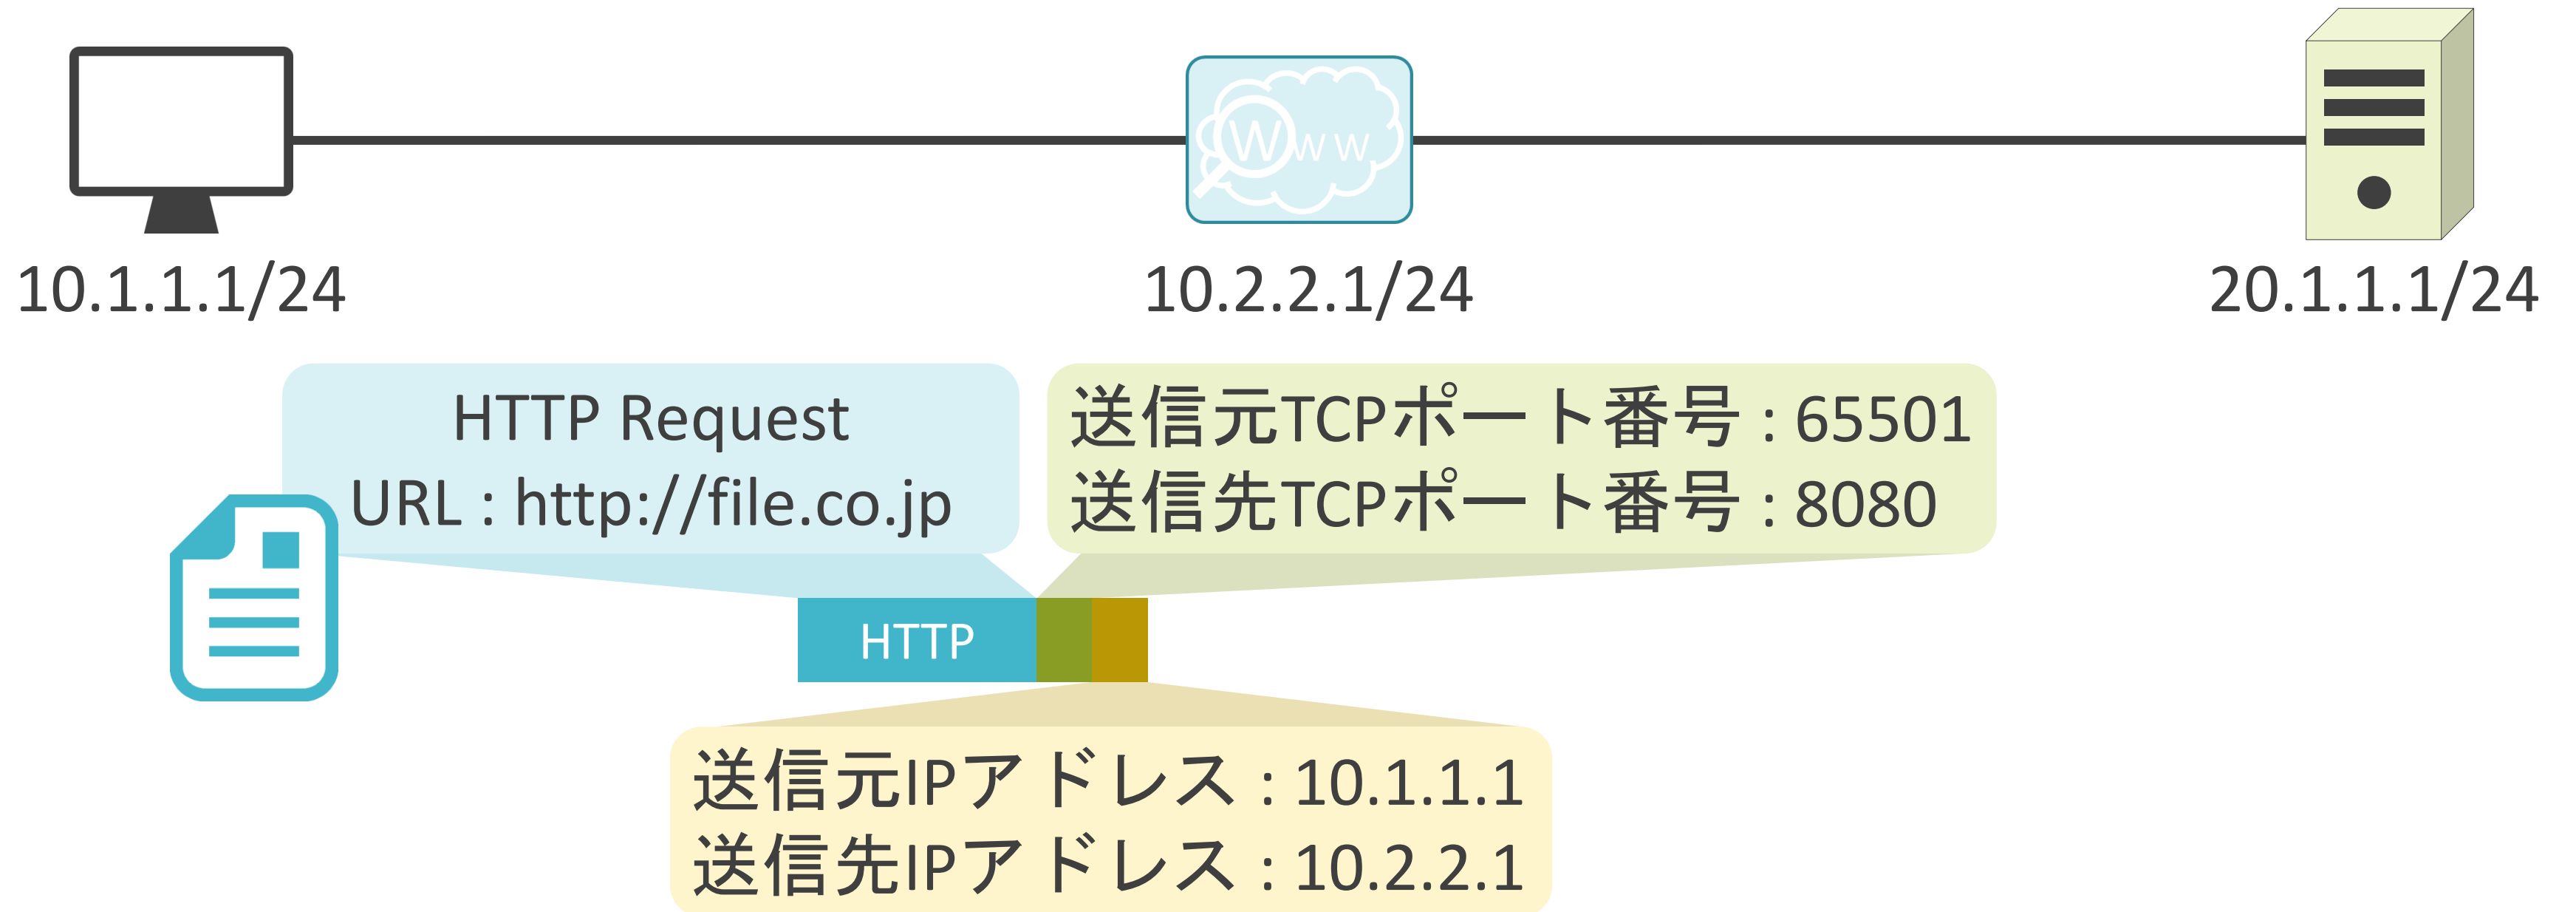 WWW
10.1.1.1/24
10.2.2.1/24
20.1.1.1/24
HTTP Request
URL : http://file.co.jp
送信元TCPポート番号 : 65501
送信先TCPポート番号 : 8080
HTTP
送信元IPアドレス : 10.1.1.1
送信先IPアドレス : 10.2.2.1